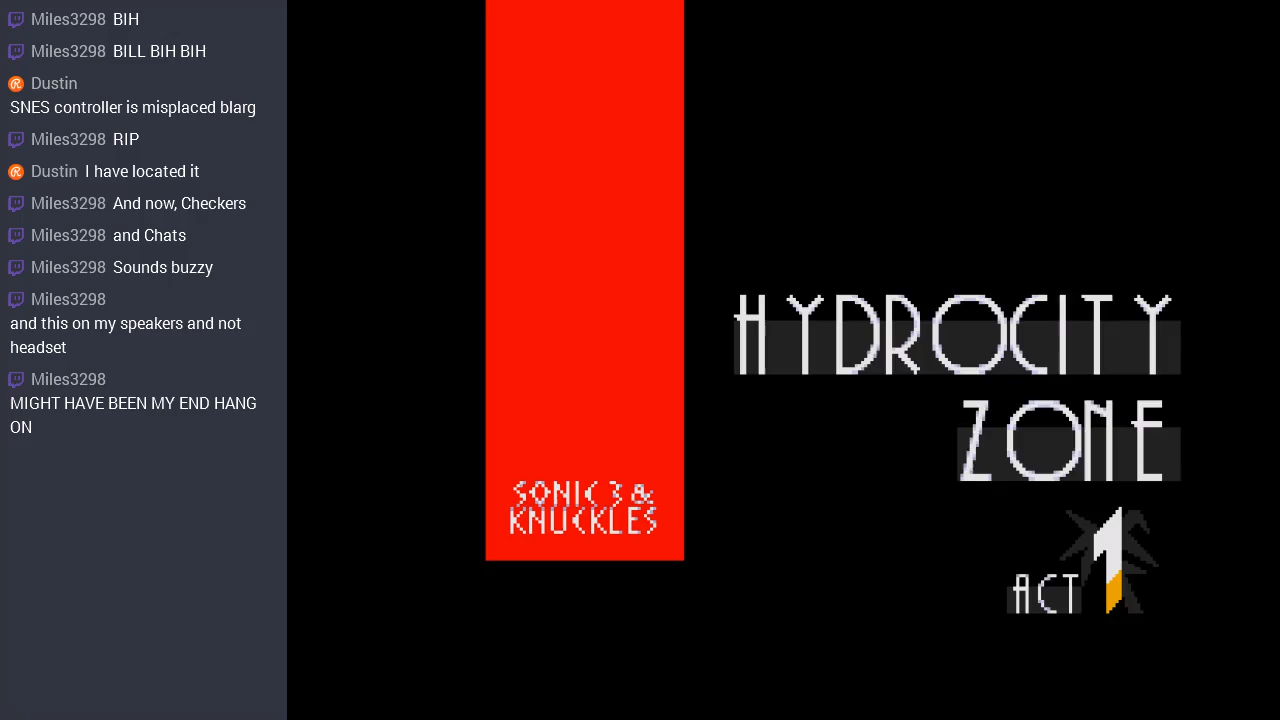 Miles3298 BIH
Miles3298 BILL BIH BIH
Dustin
SNES controller is misplaced blarg
Miles3298 RIP
Dustin I have located it
Miles3298 And now, Checkers
Miles3298 and Chats
Miles3298 Sounds buzzy
Miles3298
and this on my speakers and not
headset
Miles3298
MIGHT HAVE BEEN MY END HANG
ON
SONIC 3 &
KNUCKLES
HYDROCITY
ZONE
ACT 1